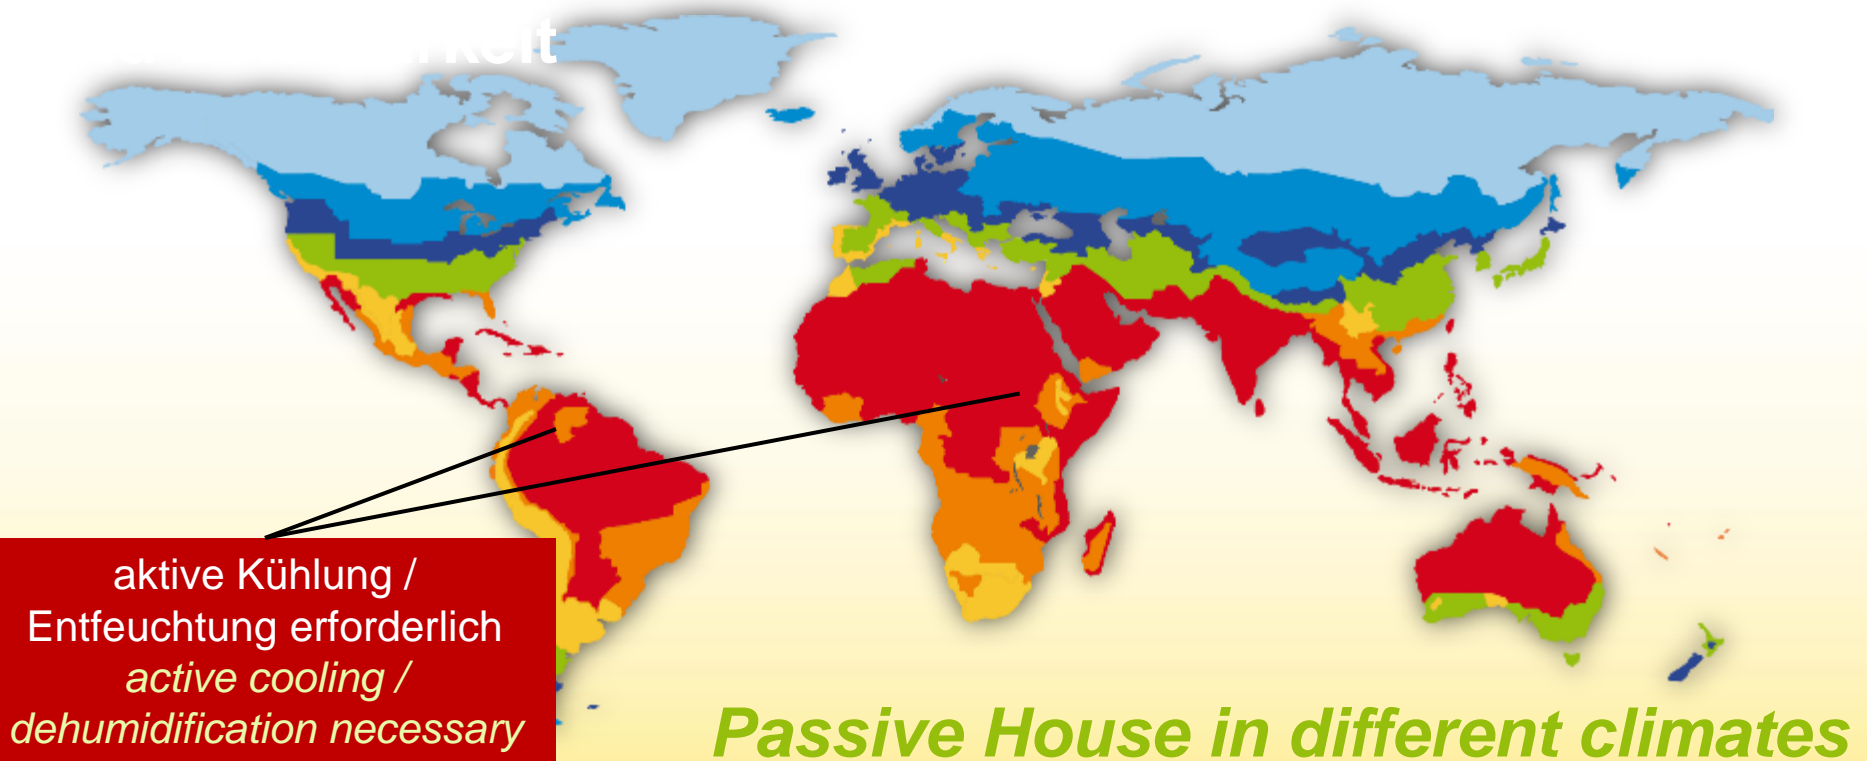 aktive Kühlung /
Entfeuchtung erforderlich
active cooling /
dehumidification necessary
Passive House in different climates